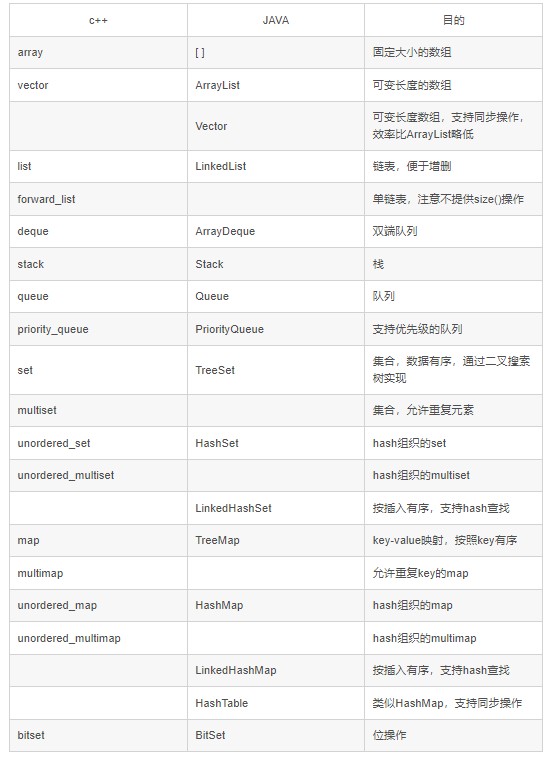 c++ JAVA 目的
array [ ] 固定大小的数组
vector ArrayList 可变长度的数组
Vector 可变长度数组，支持同步操作，
效率比ArrayList略低
list LinkedList 链表，便于增删
forward_list 单链表，注意不提供size()操作
deque ArrayDeque 双端队列
stack Stack 栈
queue Queue 队列
priority_queue PriorityQueue 支持优先级的队列
set TreeSet 集合，数据有序，通过二叉搜索
树实现
multiset 集合，允许重复元素
unordered_set HashSet hash组织的set
unordered_multiset hash组织的multiset
LinkedHashSet 按插入有序，支持hash查找
map TreeMap key-value映射，按照key有序
multimap 允许重复key的map
unordered_map HashMap hash组织的map
unordered_multimap hash组织的multimap
LinkedHashMap 按插入有序，支持hash查找
HashTable 类似HashMap，支持同步操作
bitset BitSet 位操作